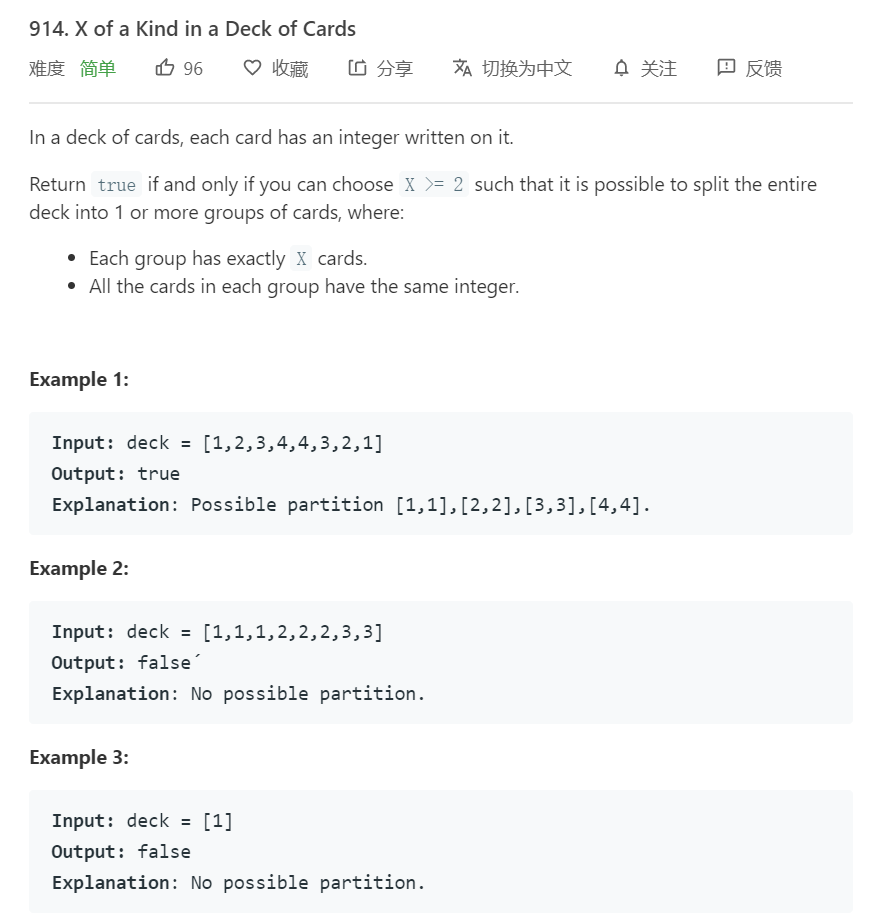 914. X of a Kind in a Deck of Cards
难度 简单 96 收藏 分享 切换为中文 关注 反馈
In a deck of cards, each card has an integer written on it.
Return true if and only if you can choose X >= 2 such that it is possible to split the entire
deck into 1 or more groups of cards, where:
• Each group has exactly X cards.
• All the cards in each group have the same integer.
Example 1:
Input: deck = [1,2,3,4,4,3,2,1]
Output: true
Explanation: Possible partition [1,1],[2,2],[3,3],[4,4].
Example 2:
Input: deck = [1,1,1,2,2,2,3,3]
Output: false´
Explanation: No possible partition.
Example 3:
Input: deck = [1]
Output: false
Explanation: No possible partition.